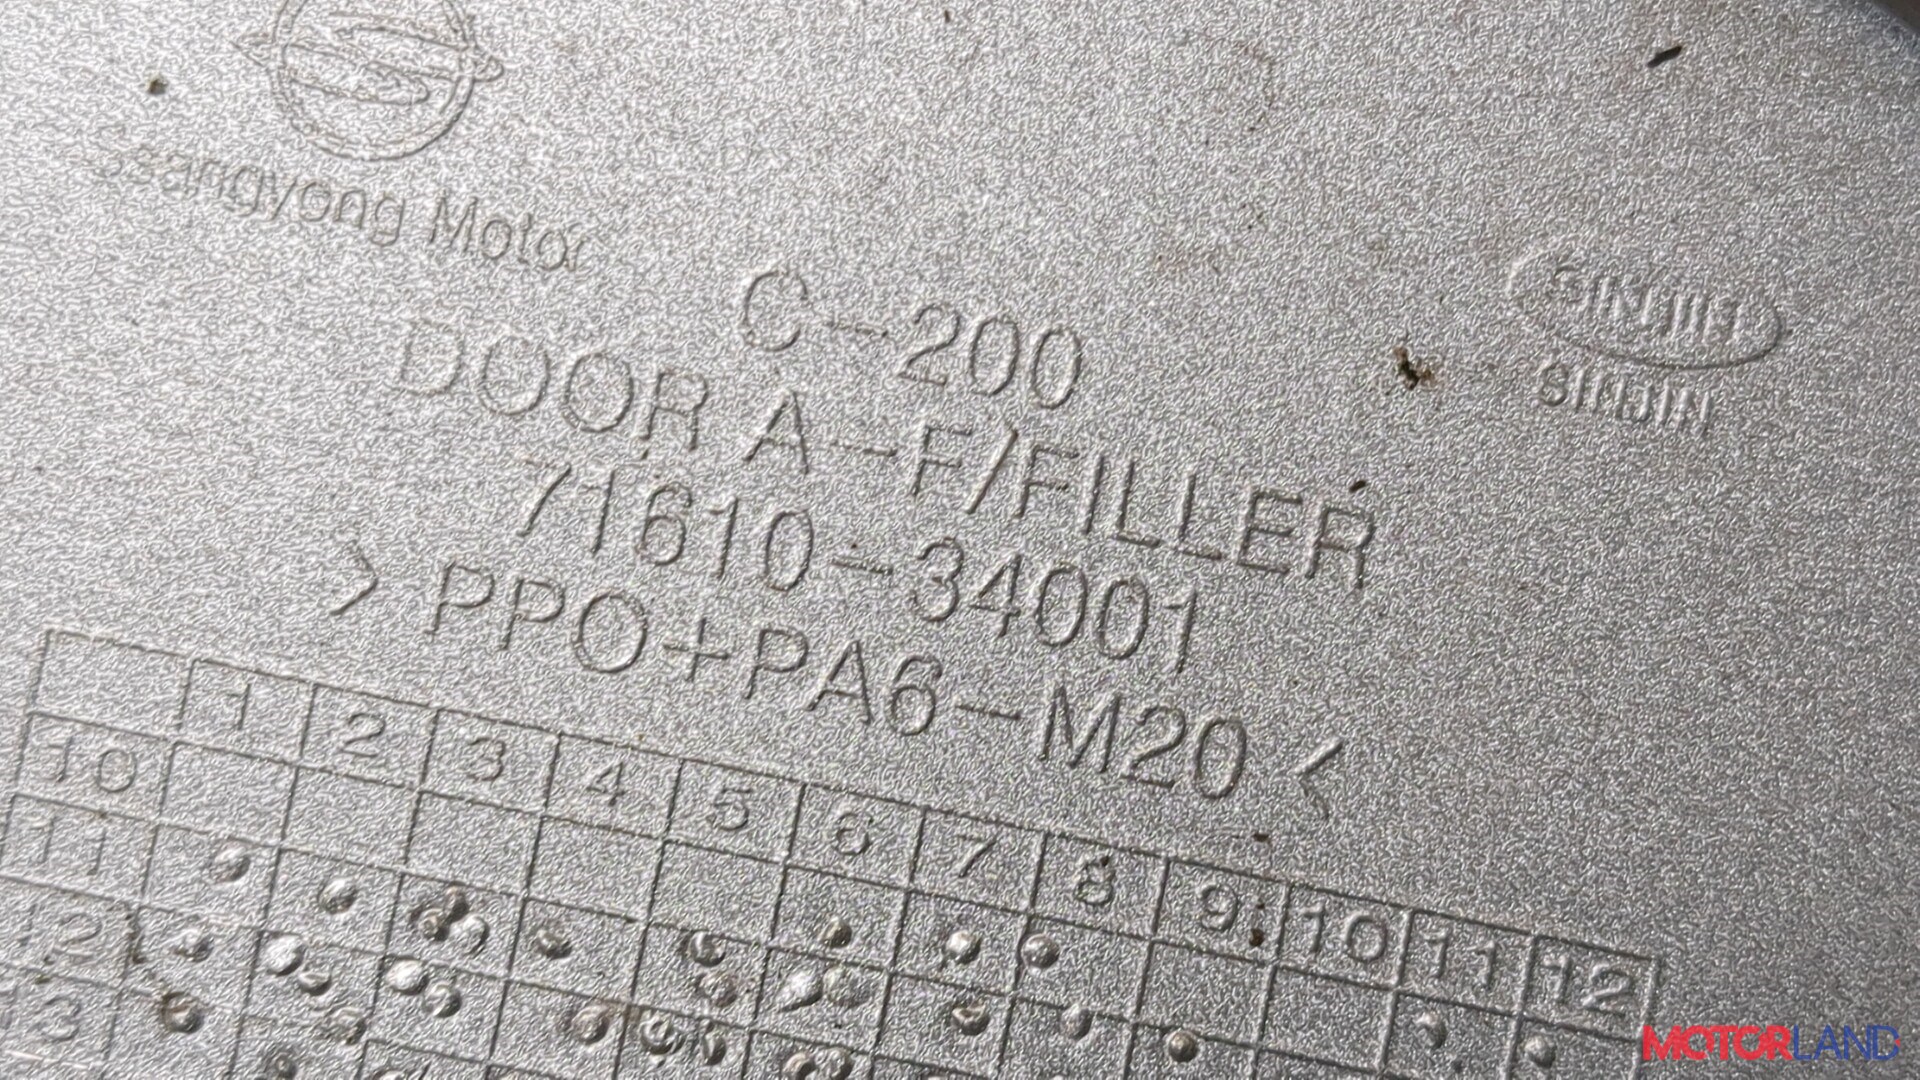 Ssangyong Motor
C-200
DOOR A-F/FILLER
71610-34001
>PPO+PA6-M20<
SINJIN
SINJIN
1 2 3 4 5 6 7 8 9 10 11 12
10
11
12
13
MOTORLAND